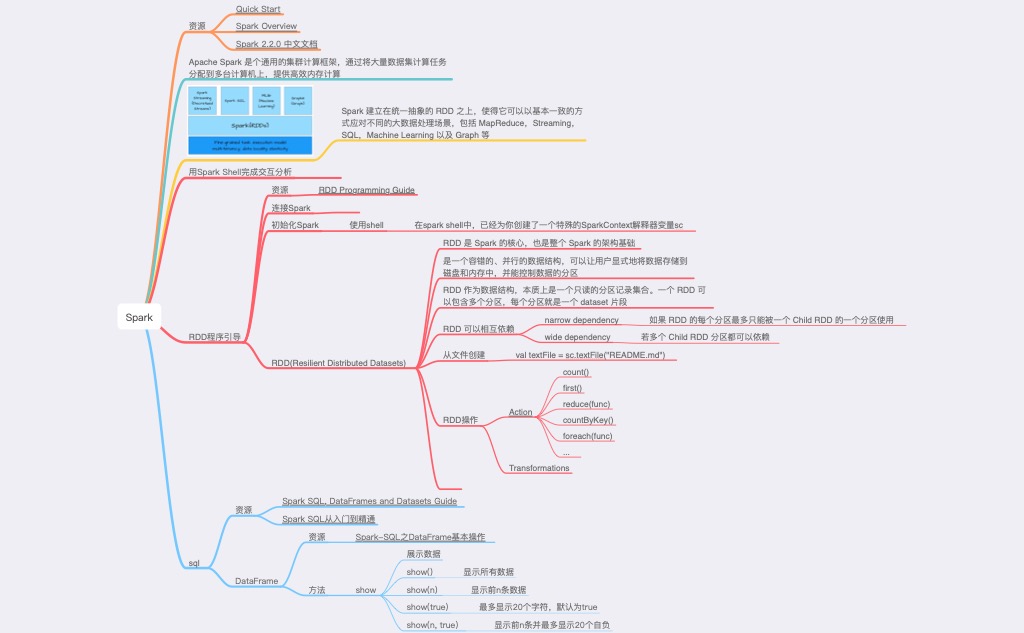 Spark
资源
Quick Start
Spark Overview
Spark 2.2.0 中文文档
Apache Spark 是个通用的集群计算框架，通过将大量数据集计算任务
分配到多台计算机上，提供高效内存计算
Spark SQL
Spark(RDDs)
Spark 建立在统一抽象的 RDD 之上，使得它可以以基本一致的方
式应对不同的大数据处理场景，包括 MapReduce，Streaming，
SQL，Machine Learning 以及 Graph 等
用Spark Shell完成交互分析
RDD程序引导
资源
RDD Programming Guide
连接Spark
初始化Spark
使用shell
在spark shell中，已经为你创建了一个特殊的SparkContext解释器变量sc
RDD(Resilient Distributed Datasets)
RDD 是 Spark 的核心，也是整个 Spark 的架构基础
是一个容错的、并行的数据结构，可以让用户显式地将数据存储到
磁盘和内存中，并能控制数据的分区
RDD 作为数据结构，本质上是一个只读的分区记录集合。一个 RDD 可
以包含多个分区，每个分区就是一个 dataset 片段
RDD 可以相互依赖
narrow dependency
如果 RDD 的每个分区最多只能被一个 Child RDD 的一个分区使用
wide dependency
若多个 Child RDD 分区都可以依赖
从文件创建
val textFile = sc.textFile("README.md")
RDD操作
Action
count()
first()
reduce(func)
countByKey()
foreach(func)
...
Transformations
sql
资源
Spark SQL, DataFrames and Datasets Guide
Spark SQL从入门到精通
DataFrame
资源
Spark-SQL之DataFrame基本操作
方法
show
展示数据
show()
显示所有数据
show(n)
显示前n条数据
show(true)
最多显示20个字符，默认为true
show(n, true)
显示前n条并最多显示20个自负